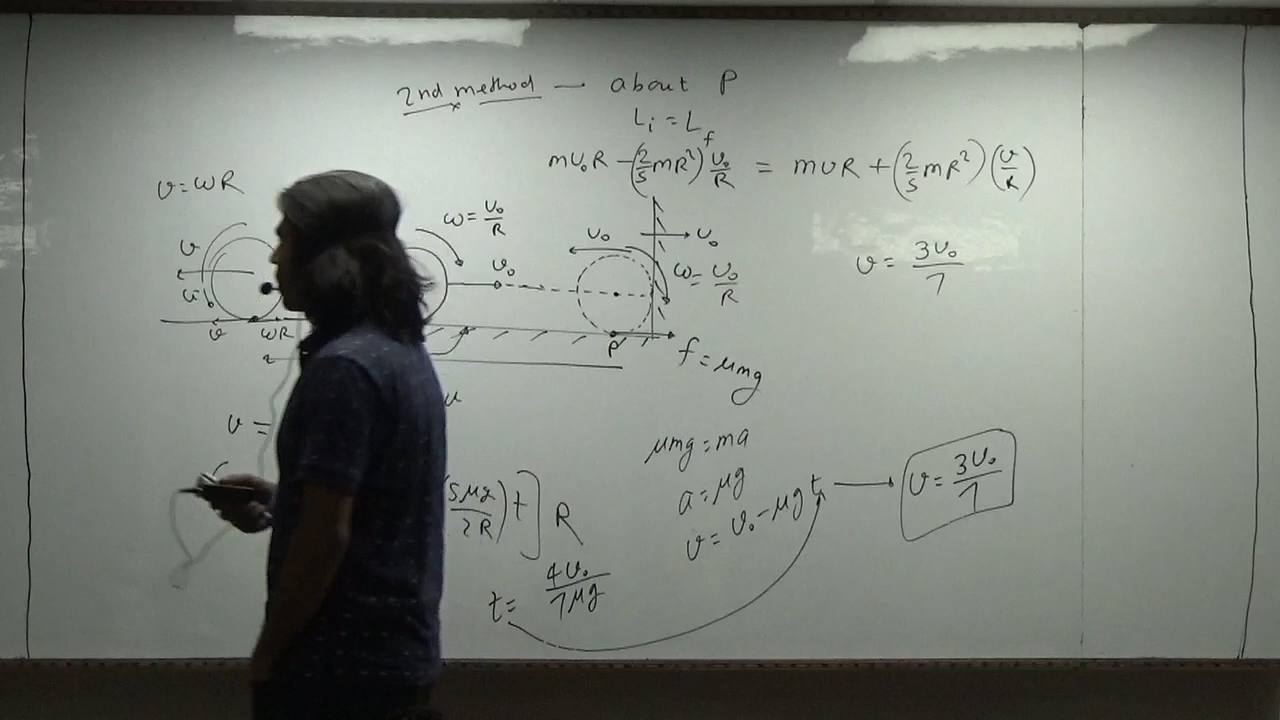 2nd method — about P
Li = Lf
mv₀R - (2/5 mR²) v₀/R = mvR + (2/5 mR²)(v/R)
v = 3v₀/7
v = ωR
v
v
ωR
ω = v₀/R
v₀
v₀
v₀
ω = v₀/R
P
f = μmg
v =
5μg/2R) t] R
t = 4v₀/7μg
μmg = ma
a = μg
v = v₀ - μgt
v = 3v₀/7